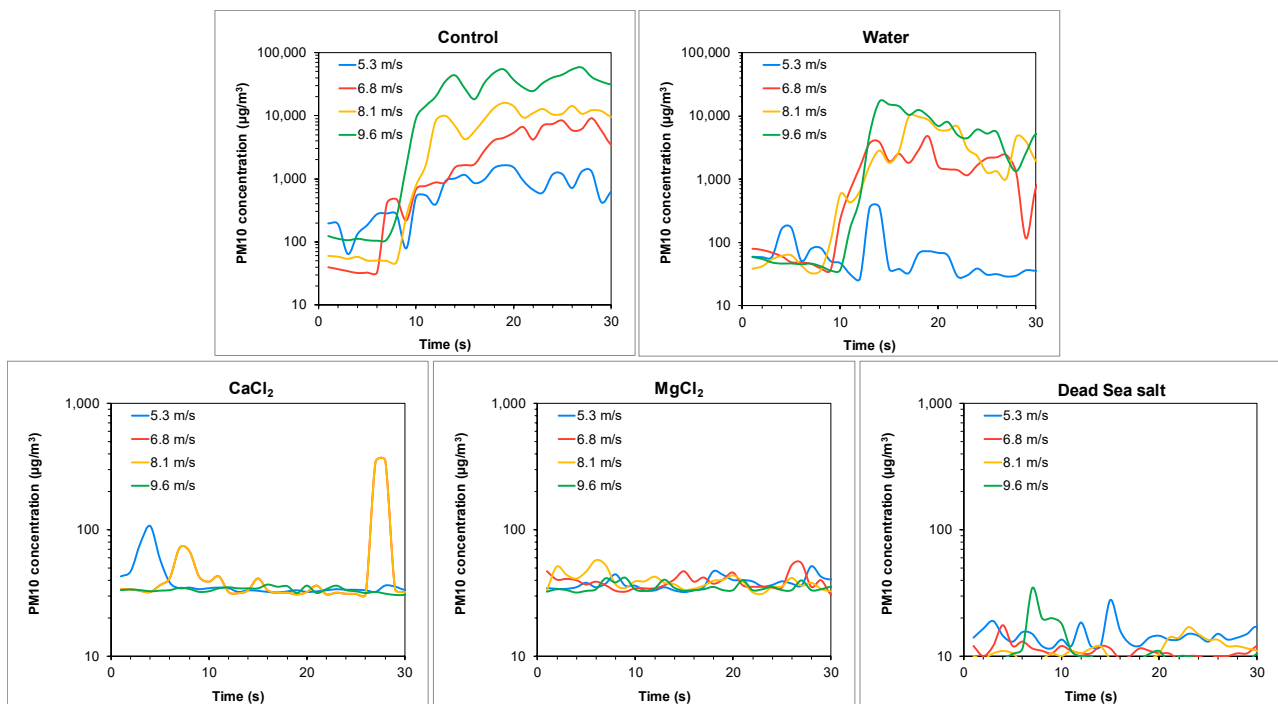 Control
PM10 concentration (µg/m³)
100,000
10,000
1,000
100
10
5.3 m/s
6.8 m/s
8.1 m/s
9.6 m/s
0 10 20 30
Time (s)
Water
PM10 concentration (µg/m³)
100,000
10,000
1,000
100
10
5.3 m/s
6.8 m/s
8.1 m/s
9.6 m/s
0 10 20 30
Time (s)
CaCl₂
PM10 concentration (µg/m³)
1,000
100
10
5.3 m/s
6.8 m/s
8.1 m/s
9.6 m/s
0 10 20 30
Time (s)
MgCl₂
PM10 concentration (µg/m³)
1,000
100
10
5.3 m/s
6.8 m/s
8.1 m/s
9.6 m/s
0 10 20 30
Time (s)
Dead Sea salt
PM10 concentration (µg/m³)
1,000
100
10
5.3 m/s
6.8 m/s
8.1 m/s
9.6 m/s
0 10 20 30
Time (s)